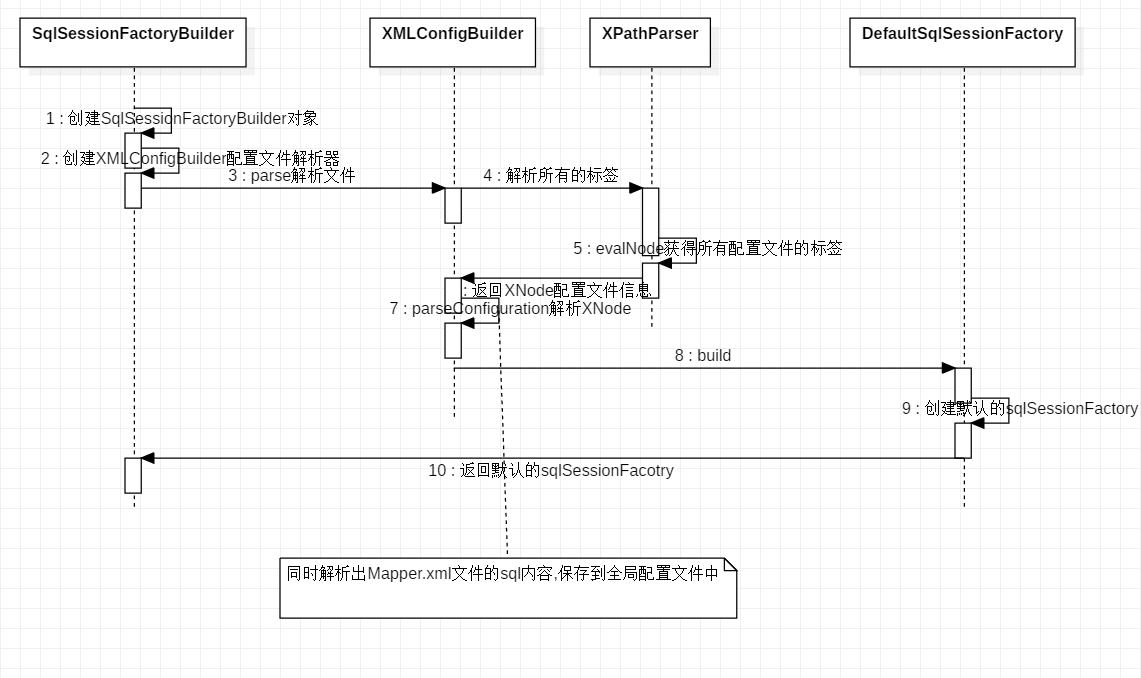 SqlSessionFactoryBuilder
XMLConfigBuilder
XPathParser
DefaultSqlSessionFactory
1 : 创建SqlSessionFactoryBuilder对象
2 : 创建XMLConfigBuilder配置文件解析器
3 : parse解析文件
4 : 解析所有的标签
5 : evalNode获得所有配置文件的标签
: 返回XNode配置文件信息
7 : parseConfiguration解析XNode
8 : build
9 : 创建默认的sqlSessionFactory
10 : 返回默认的sqlSessionFacotry
同时解析出Mapper.xml文件的sql内容,保存到全局配置文件中